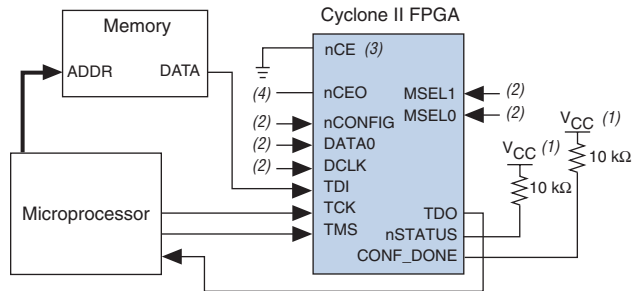 Cyclone II FPGA
Memory
ADDR DATA
Microprocessor
nCE (3)
(4) nCEO
(2) nCONFIG
(2) DATA0
(2) DCLK
TDI
TCK
TMS
MSEL1 (2)
MSEL0 (2)
TDO
nSTATUS
CONF_DONE
VCC (1)
10 kΩ
VCC (1)
10 kΩ